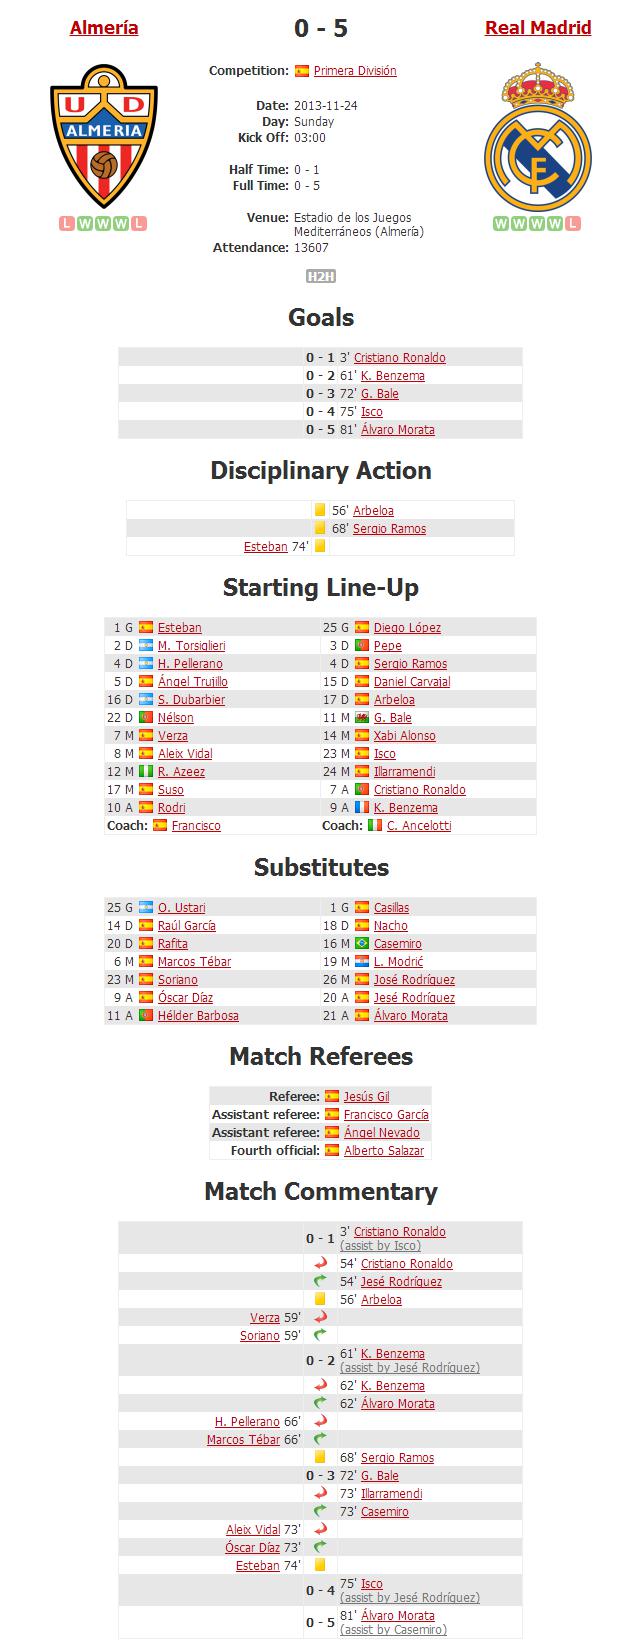 Almería 0 - 5 Real Madrid
Competition: Primera División
U D
ALMERIA
Date: 2013-11-24
Day: Sunday
Kick Off: 03:00
Half Time: 0 - 1
Full Time: 0 - 5
Venue: Estadio de los Juegos
Mediterráneos (Almería)
Attendance: 13607
L W W W L
W W W W L
H2H
Goals
0 - 1 3' Cristiano Ronaldo
0 - 2 61' K. Benzema
0 - 3 72' G. Bale
0 - 4 75' Isco
0 - 5 81' Álvaro Morata
Disciplinary Action
56' Arbeloa
68' Sergio Ramos
Esteban 74'
Starting Line-Up
1 G Esteban 25 G Diego López
2 D M. Torsiglieri 3 D Pepe
4 D H. Pellerano 4 D Sergio Ramos
5 D Ángel Trujillo 15 D Daniel Carvajal
16 D S. Dubarbier 17 D Arbeloa
22 D Nélson 11 M G. Bale
7 M Verza 14 M Xabi Alonso
8 M Aleix Vidal 23 M Isco
12 M R. Azeez 24 M Illarramendi
17 M Suso 7 A Cristiano Ronaldo
10 A Rodri 9 A K. Benzema
Coach: Francisco Coach: C. Ancelotti
Substitutes
25 G O. Ustari 1 G Casillas
14 D Raúl García 18 D Nacho
20 D Rafita 16 M Casemiro
6 M Marcos Tébar 19 M L. Modrić
23 M Soriano 26 M José Rodríguez
9 A Óscar Díaz 20 A Jesé Rodríguez
11 A Hélder Barbosa 21 A Álvaro Morata
Match Referees
Referee: Jesús Gil
Assistant referee: Francisco García
Assistant referee: Ángel Nevado
Fourth official: Alberto Salazar
Match Commentary
0 - 1 3' Cristiano Ronaldo
(assist by Isco)
54' Cristiano Ronaldo
54' Jesé Rodríguez
56' Arbeloa
Verza 59'
Soriano 59'
0 - 2 61' K. Benzema
(assist by Jesé Rodríguez)
62' K. Benzema
62' Álvaro Morata
H. Pellerano 66'
Marcos Tébar 66'
68' Sergio Ramos
0 - 3 72' G. Bale
73' Illarramendi
73' Casemiro
Aleix Vidal 73'
Óscar Díaz 73'
Esteban 74'
0 - 4 75' Isco
(assist by Jesé Rodríguez)
0 - 5 81' Álvaro Morata
(assist by Casemiro)